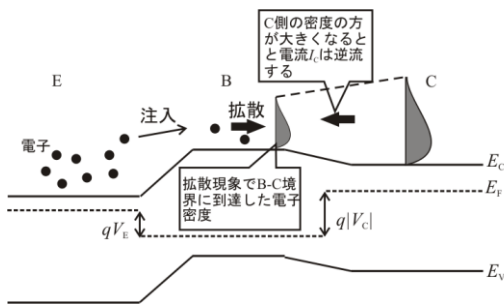 C側の密度の方
が大きくなると
と電流I_Cは逆流
する
E
B
C
注入
拡散
電子
E_C
拡散現象でB-C境
界に到達した電子
密度
E_F
qV_E
q|V_C|
E_V